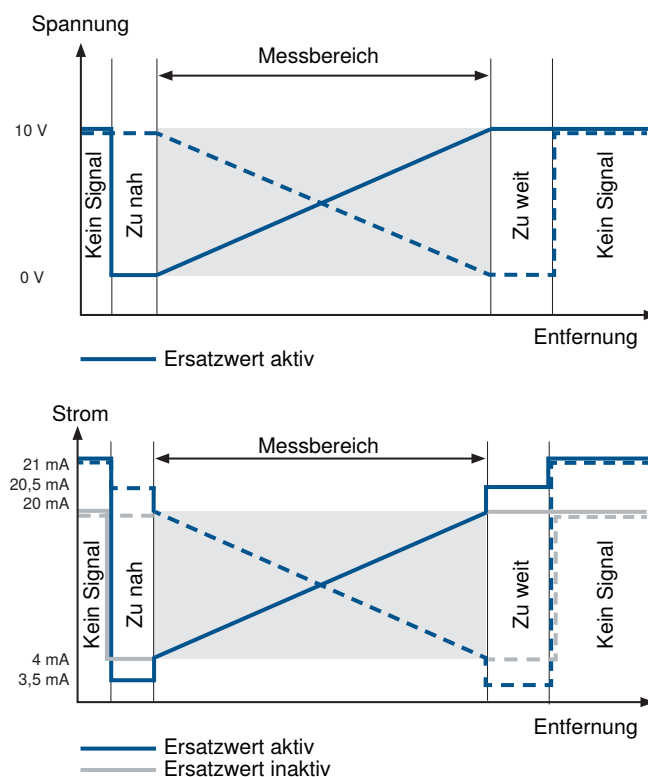 Spannung
Messbereich
10 V
Kein Signal
Zu nah
Zu weit
Kein Signal
0 V
Entfernung
Ersatzwert aktiv
Strom
Messbereich
21 mA
20,5 mA
20 mA
Kein Signal
Zu nah
Zu weit
Kein Signal
4 mA
3,5 mA
Entfernung
Ersatzwert aktiv
Ersatzwert inaktiv